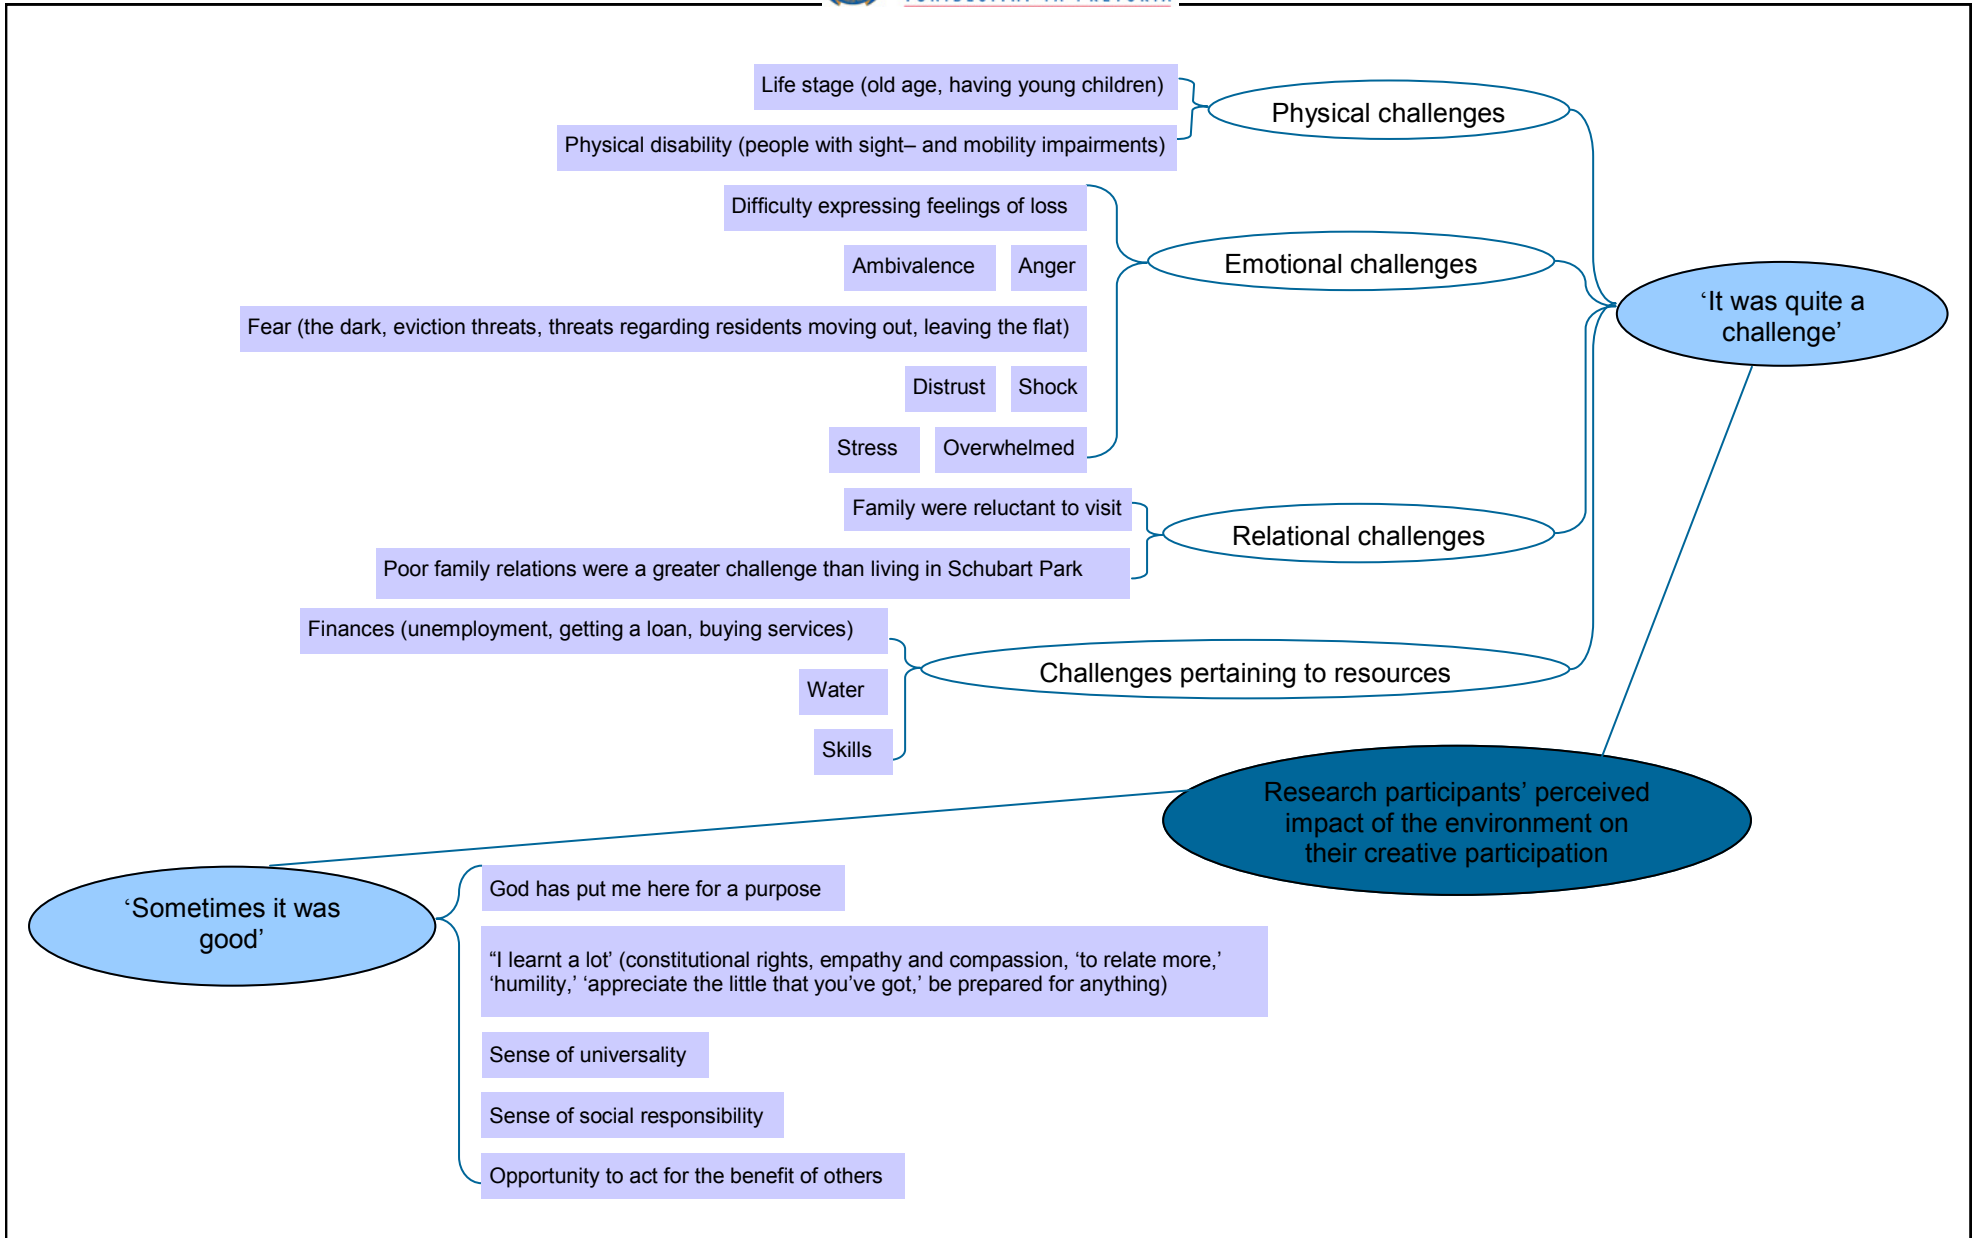 Life stage (old age, having young children)
Physical challenges
Physical disability (people with sight– and mobility impairments)
Difficulty expressing feelings of loss
Emotional challenges
Ambivalence
Anger
Fear (the dark, eviction threats, threats regarding residents moving out, leaving the flat)
Distrust
Shock
Stress
Overwhelmed
‘It was quite a
challenge’
Family were reluctant to visit
Relational challenges
Poor family relations were a greater challenge than living in Schubart Park
Finances (unemployment, getting a loan, buying services)
Challenges pertaining to resources
Water
Skills
Research participants’ perceived
impact of the environment on
their creative participation
‘Sometimes it was
good’
God has put me here for a purpose
“I learnt a lot’ (constitutional rights, empathy and compassion, ‘to relate more,’
‘humility,’ ‘appreciate the little that you’ve got,’ be prepared for anything)
Sense of universality
Sense of social responsibility
Opportunity to act for the benefit of others